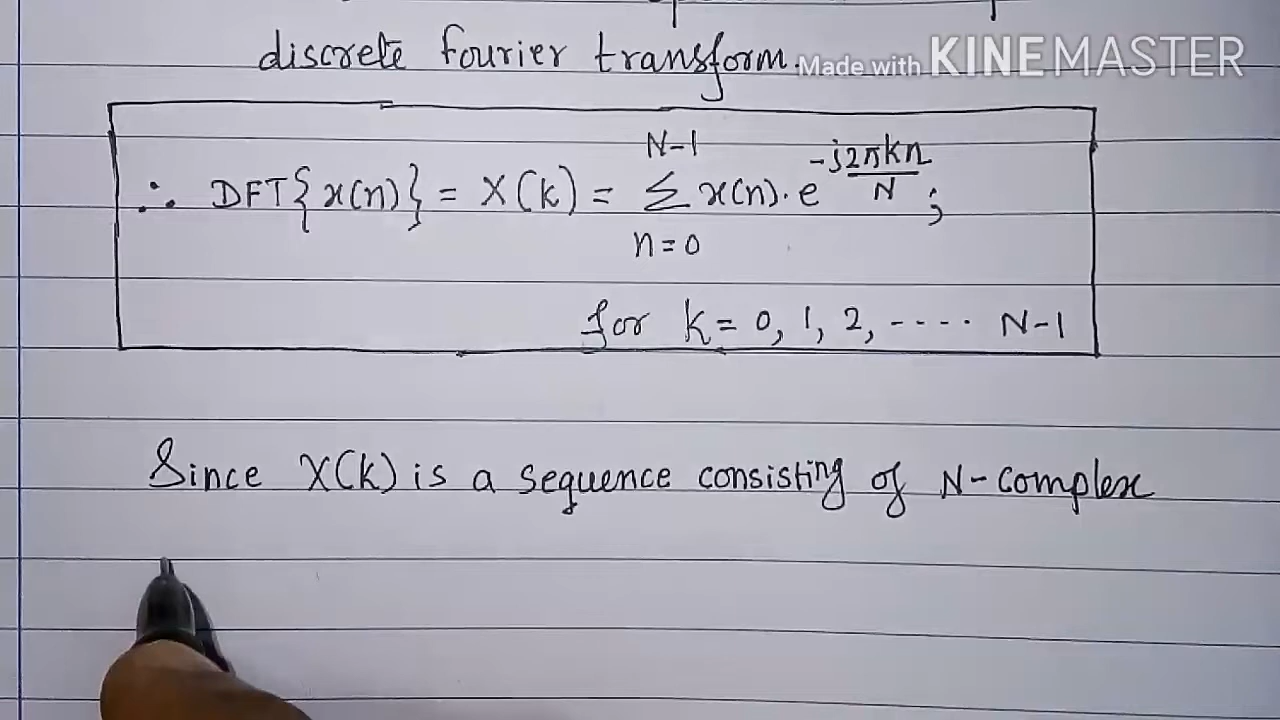 discrete fourier transform.
Made with KINEMASTER
∴ DFT{x(n)} = X(k) = N-1 Σ n=0 x(n). e -j2πkn/N ;
for k = 0, 1, 2, ---- N-1
Since X(k) is a sequence consisting of N-complex